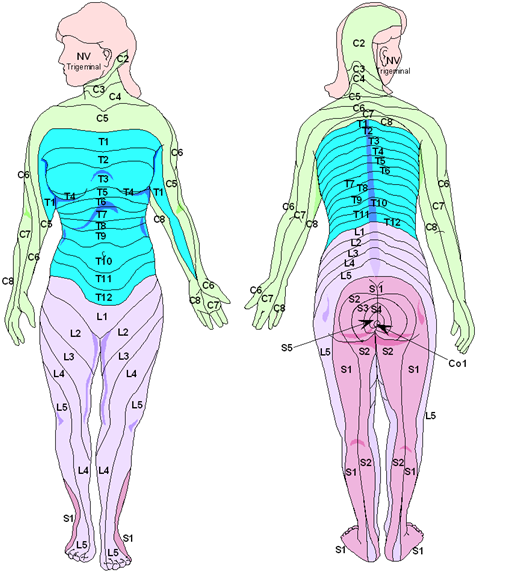 NV
Trigeminal
C2
C3
C4
C5
T1
T2
C6
T3
C5
T4
T5
T4
T1
T1
T6
T7
C5
C8
T8
C7
T9
C6
T10
T11
C8
T12
C6
C8
C7
L1
L2
L2
L3
L3
L4
L4
L5
L5
L4
L4
S1
S1
L5
L5
C2
NV
Trigeminal
C3
C4
C5
C6
C7
C8
T1
T2
T3
T4
T5
T6
C6
C6
T7
T8
C7
C7
T9
T10
T11
T12
C8
C8
L1
L2
L3
L4
L5
C6
C7
C8
C6
C7
C8
S1
S2
S3
S4
S5
Co1
L5
S2
S2
S1
S1
L5
S2
S2
S1
S1
S1
S1